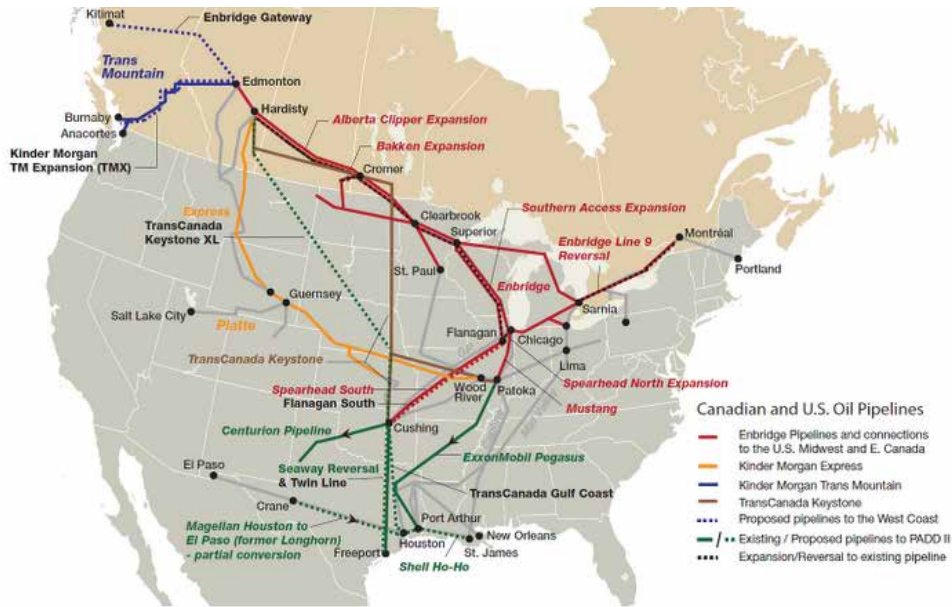 Kitimat
Enbridge Gateway
Trans
Mountain
Edmonton
Hardisty
Burnaby
Anacortes
Alberta Clipper Expansion
Kinder Morgan
TM Expansion (TMX)
Bakken Expansion
Cromer
Express
TransCanada
Keystone XL
Clearbrook
Superior
Southern Access Expansion
Enbridge Line 9
Reversal
Montréal
Portland
St. Paul
Enbridge
Sarnia
Guernsey
Salt Lake City
Platte
Flanagan
Chicago
Lima
TransCanada Keystone
Spearhead South
Flanagan South
Wood
River
Patoka
Spearhead North Expansion
Mustang
Cushing
Centurion Pipeline
Seaway Reversal
& Twin Line
ExxonMobil Pegasus
El Paso
Crane
TransCanada Gulf Coast
Magellan Houston to
El Paso (former Longhorn)
- partial conversion
Port Arthur
Houston
New Orleans
St. James
Freeport
Shell Ho-Ho
Canadian and U.S. Oil Pipelines
Enbridge Pipelines and connections
to the U.S. Midwest and E. Canada
Kinder Morgan Express
Kinder Morgan Trans Mountain
TransCanada Keystone
Proposed pipelines to the West Coast
Existing / Proposed pipelines to PADD II
Expansion/Reversal to existing pipeline